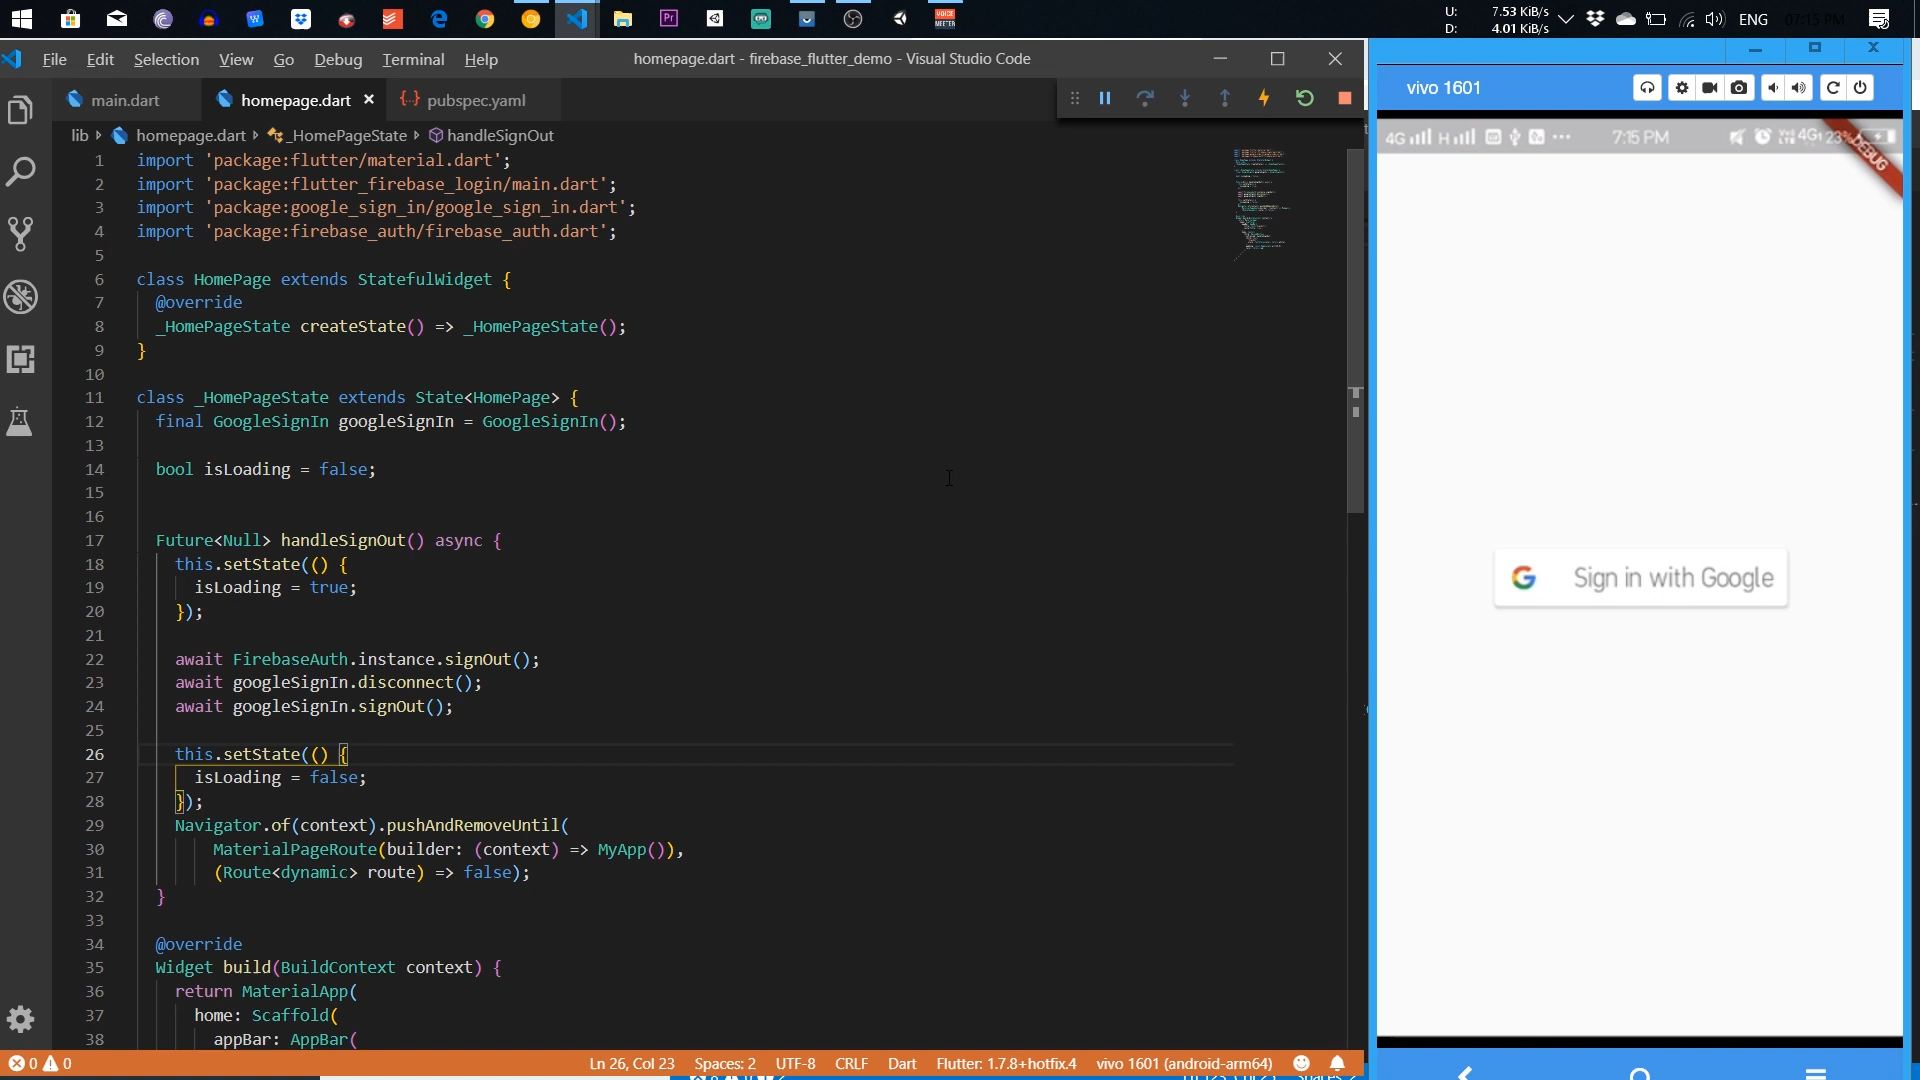 U: 7.53 KiB/s
D: 4.01 KiB/s
ENG
07:15 PM
File Edit Selection View Go Debug Terminal Help
homepage.dart - firebase_flutter_demo - Visual Studio Code
main.dart homepage.dart pubspec.yaml
lib homepage.dart _HomePageState handleSignOut
1 import 'package:flutter/material.dart';
2 import 'package:flutter_firebase_login/main.dart';
3 import 'package:google_sign_in/google_sign_in.dart';
4 import 'package:firebase_auth/firebase_auth.dart';
5
6 class HomePage extends StatefulWidget {
7 @override
8 _HomePageState createState() => _HomePageState();
9 }
10
11 class _HomePageState extends State<HomePage> {
12 final GoogleSignIn googleSignIn = GoogleSignIn();
13
14 bool isLoading = false;
15
16
17 Future<Null> handleSignOut() async {
18 this.setState(() {
19 isLoading = true;
20 });
21
22 await FirebaseAuth.instance.signOut();
23 await googleSignIn.disconnect();
24 await googleSignIn.signOut();
25
26 this.setState(() {
27 isLoading = false;
28 });
29 Navigator.of(context).pushAndRemoveUntil(
30 MaterialPageRoute(builder: (context) => MyApp()),
31 (Route<dynamic> route) => false);
32 }
33
34 @override
35 Widget build(BuildContext context) {
36 return MaterialApp(
37 home: Scaffold(
38 appBar: AppBar(
0 0 Ln 26, Col 23 Spaces: 2 UTF-8 CRLF Dart Flutter: 1.7.8+hotfix.4 vivo 1601 (android-arm64)
vivo 1601
4G H 7:15 PM 4G 23%
DEBUG
Sign in with Google